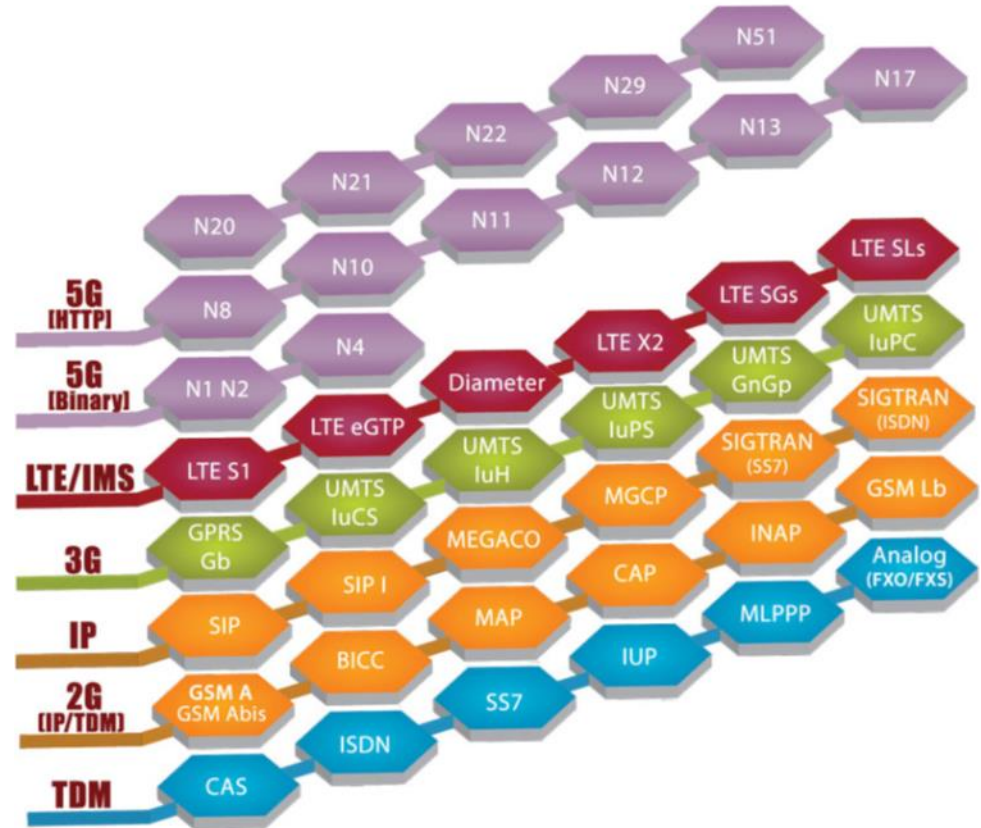 N20
N21
N22
N29
N51
5G
[HTTP]
N8
N10
N11
N12
N13
N17
5G
[Binary]
N1 N2
N4
LTE/IMS
LTE S1
LTE eGTP
Diameter
LTE X2
LTE SGs
LTE SLs
3G
GPRS
Gb
UMTS
IuCS
UMTS
IuH
UMTS
IuPS
UMTS
GnGp
UMTS
IuPC
IP
SIP
SIP I
MEGACO
MGCP
SIGTRAN
(SS7)
SIGTRAN
(ISDN)
2G
(IP/TDM)
GSM A
GSM Abis
BICC
MAP
CAP
INAP
GSM Lb
TDM
CAS
ISDN
SS7
IUP
MLPPP
Analog
(FXO/FXS)